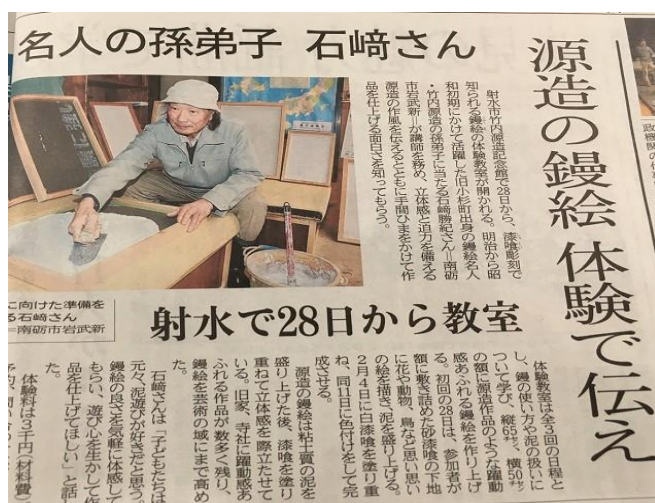 源造の鏝絵 体験で伝え
名人の孫弟子 石﨑さん
射水で28日から教室
射水市竹内源造記念館で28日から、漆喰彫刻で
知られる鏝絵の体験教室が開かれる。明治から昭
和初期にかけて活躍した旧小杉町出身の鏝絵名人
・竹内源造の孫弟子に当たる石﨑勝紀さん=南砺
市岩武新=が講師を務め、立体感と迫力を備える
源造の作風を伝えるとともに手間ひまをかけて作
品を仕上げる面白さを知ってもらう。
に向けた準備を
る石﨑さん
=南砺市岩武新
体験教室は全3回の日程と
し、鏝の使い方や泥の扱いに
ついて学び、縦65㌢、横50㌢
の額に源造作品のような躍動
感あふれる鏝絵を作り上げ
る。初回の28日は、参加者が
額に敷き詰めた砂漆喰の下地
に花や動物、鳥など思い思い
の絵を描き、泥を盛り上げる。
2月4日に白漆喰を塗り重
ね、同11日に色付けをして完
成させる。
源造の鏝絵は粘土質の泥を
盛り上げた後、漆喰を塗り
重ねて立体感を際立たせて
いる。旧家、寺社に躍動感あ
ふれる作品が数多く残り、
鏝絵を芸術の域にまで高め
た。
石﨑さんは「子どもたちは
元々、泥遊びが好きだと思う。
鏝絵の良さを気軽に体感して
もらい、遊び心を生かして作
品を仕上げてほしい」と話し
た。
体験料は3千円(材料費)